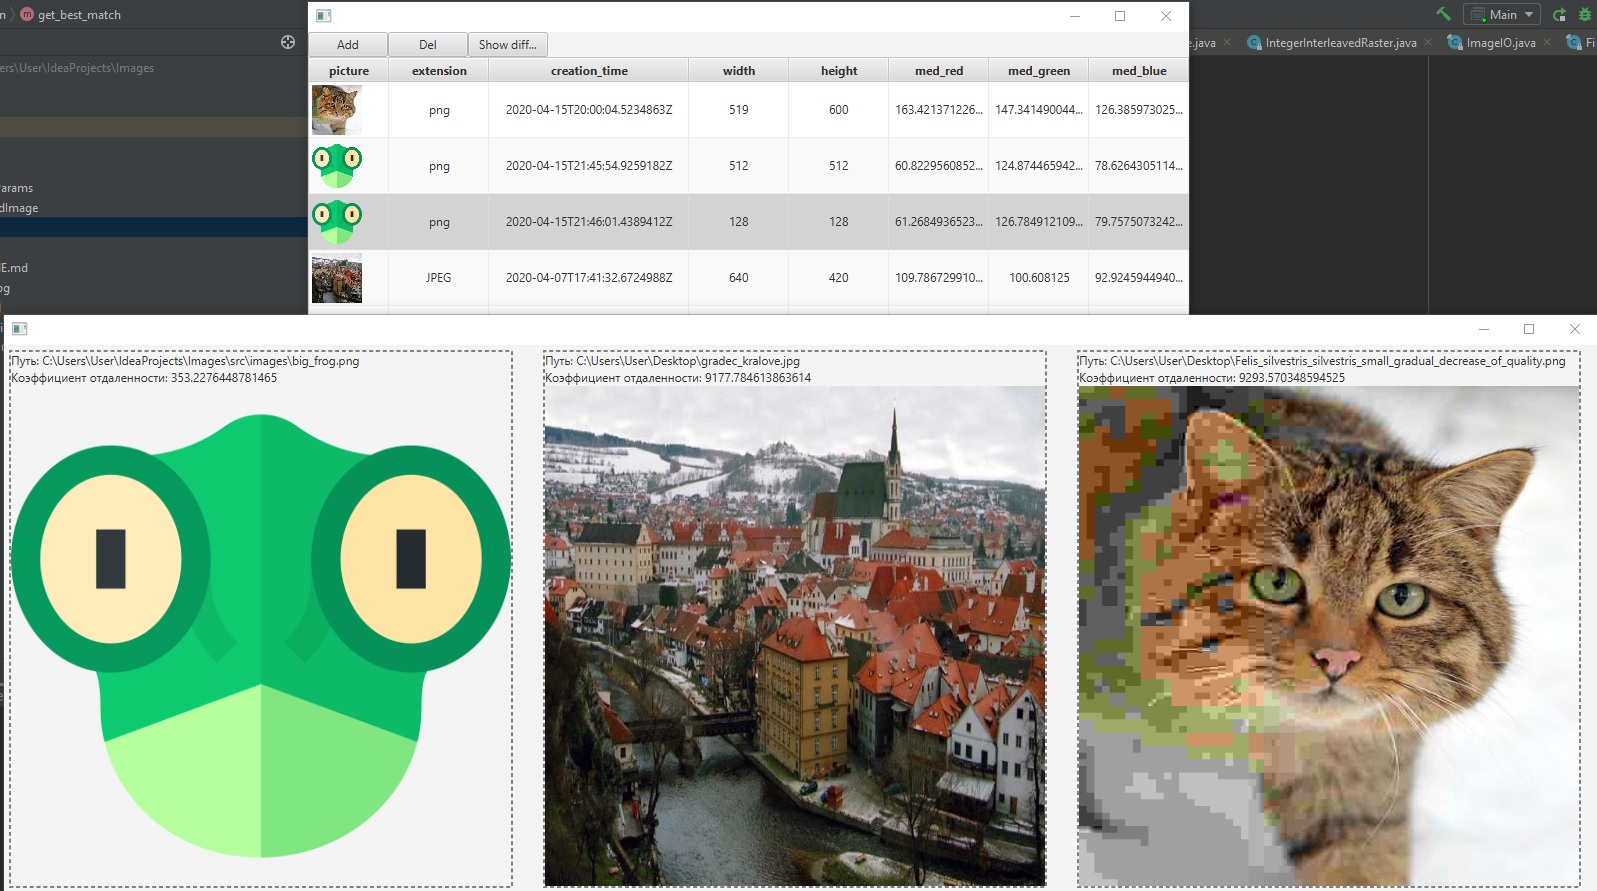 get_best_match
Main
Add
Del
Show diff...
e.java
IntegerInterleavedRaster.java
ImageIO.java
Fi
ers\User\IdeaProjects\Images
picture
extension
creation_time
width
height
med_red
med_green
med_blue
png
2020-04-15T20:00:04.5234863Z
519
600
163.421371226...
147.341490044...
126.385973025...
png
2020-04-15T21:45:54.9259182Z
512
512
60.8229560852...
124.874465942...
78.6264305114...
arams
dImage
png
2020-04-15T21:46:01.4389412Z
128
128
61.2684936523...
126.784912109...
79.7575073242...
E.md
pg
JPEG
2020-04-07T17:41:32.6724988Z
640
420
109.786729910...
100.608125
92.9245944940...
Путь: C:\Users\User\IdeaProjects\Images\src\images\big_frog.png
Коэффициент отдаленности: 353.2276448781465
Путь: C:\Users\User\Desktop\gradec_kralove.jpg
Коэффициент отдаленности: 9177.784613863614
Путь: C:\Users\User\Desktop\Felis_silvestris_silvestris_small_gradual_decrease_of_quality.png
Коэффициент отдаленности: 9293.570348594525